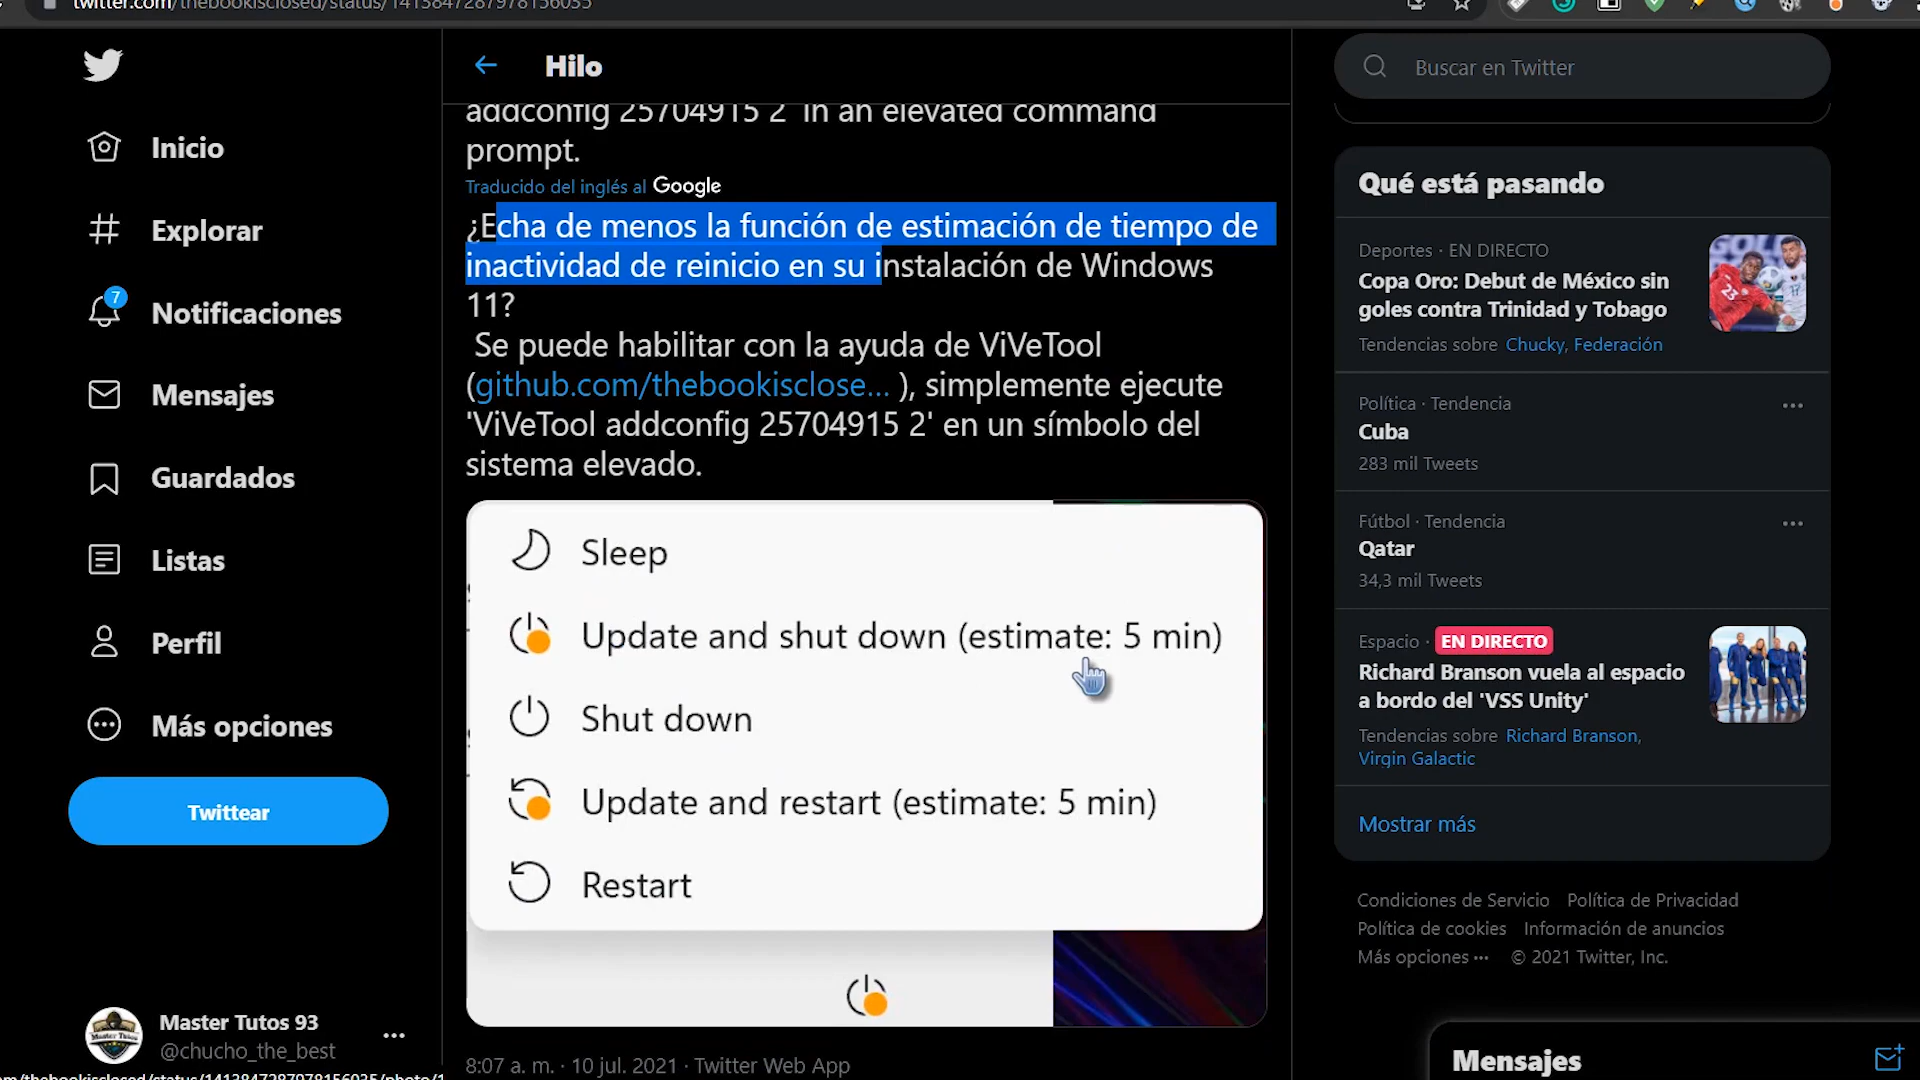 twitter.com/thebookisclosed/status/1413847287978156035
Inicio
Explorar
7
Notificaciones
Mensajes
Guardados
Listas
Perfil
Más opciones
Twittear
Master Tutos 93
@chucho_the_best
Hilo
addconfig 25704915 2' in an elevated command
prompt.
Traducido del inglés al Google
¿Echa de menos la función de estimación de tiempo de
inactividad de reinicio en su instalación de Windows
11?
Se puede habilitar con la ayuda de ViVeTool
(github.com/thebookisclose… ), simplemente ejecute
'ViVeTool addconfig 25704915 2' en un símbolo del
sistema elevado.
Sleep
Update and shut down (estimate: 5 min)
Shut down
Update and restart (estimate: 5 min)
Restart
8:07 a. m. · 10 jul. 2021 · Twitter Web App
Buscar en Twitter
Qué está pasando
Deportes · EN DIRECTO
Copa Oro: Debut de México sin
goles contra Trinidad y Tobago
Tendencias sobre Chucky, Federación
Política · Tendencia
Cuba
283 mil Tweets
Fútbol · Tendencia
Qatar
34,3 mil Tweets
Espacio · EN DIRECTO
Richard Branson vuela al espacio
a bordo del 'VSS Unity'
Tendencias sobre Richard Branson,
Virgin Galactic
Mostrar más
Condiciones de Servicio Política de Privacidad
Política de cookies Información de anuncios
Más opciones ··· © 2021 Twitter, Inc.
Mensajes